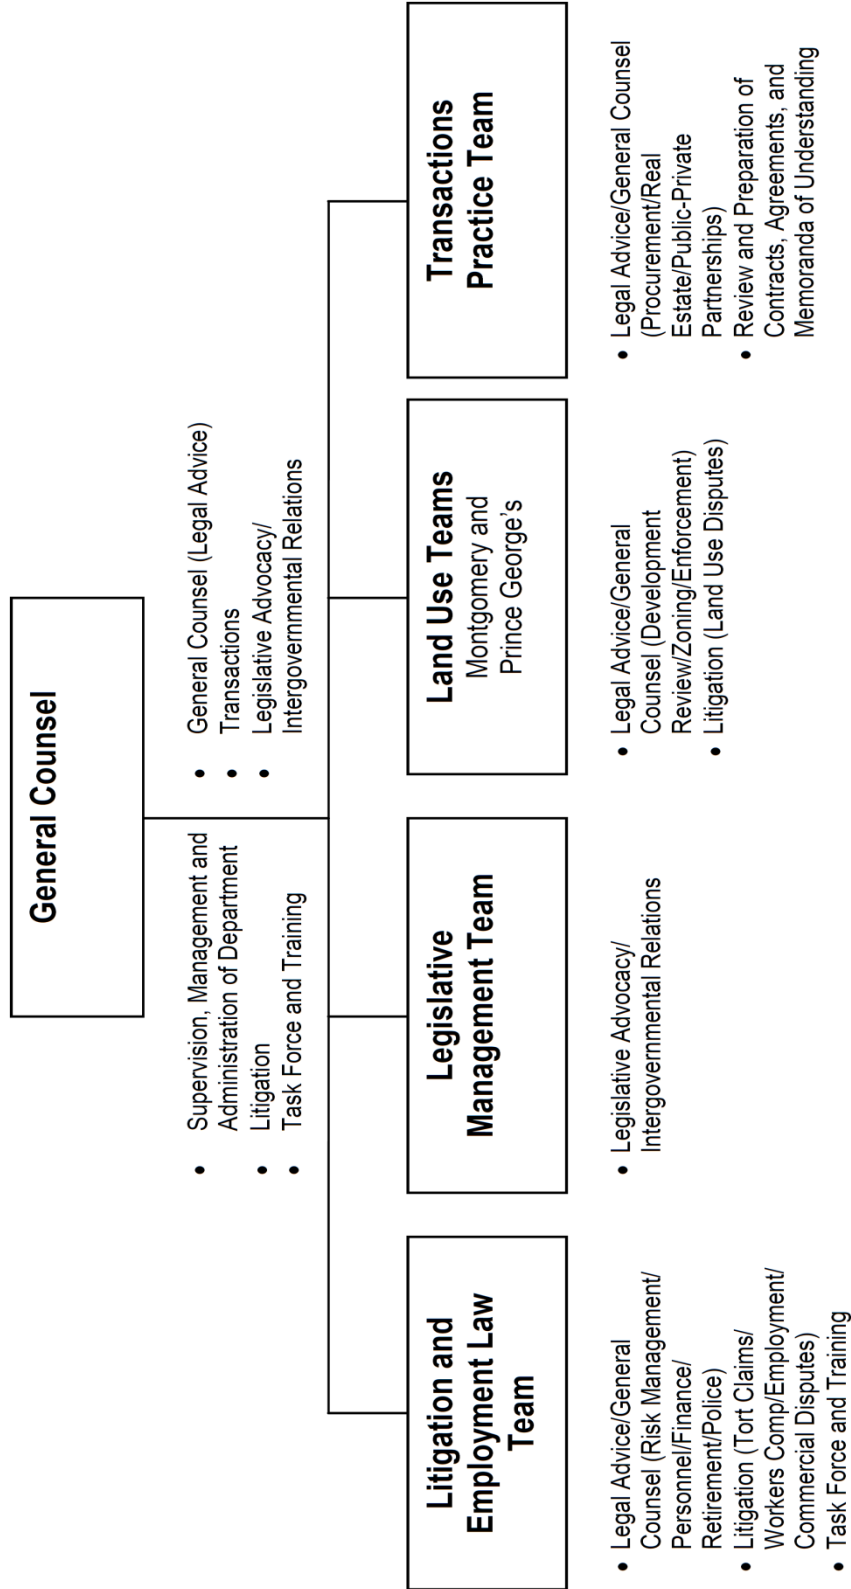 General Counsel
• Supervision, Management and
Administration of Department
• Litigation
• Task Force and Training
• General Counsel (Legal Advice)
• Transactions
• Legislative Advocacy/
Intergovernmental Relations
Litigation and
Employment Law
Team
• Legal Advice/General
Counsel (Risk Management/
Personnel/Finance/
Retirement/Police)
• Litigation (Tort Claims/
Workers Comp/Employment/
Commercial Disputes)
• Task Force and Training
Legislative
Management Team
• Legislative Advocacy/
Intergovernmental Relations
Land Use Teams
Montgomery and
Prince George’s
• Legal Advice/General
Counsel (Development
Review/Zoning/Enforcement)
• Litigation (Land Use Disputes)
Transactions
Practice Team
• Legal Advice/General Counsel
(Procurement/Real
Estate/Public-Private
Partnerships)
• Review and Preparation of
Contracts, Agreements, and
Memoranda of Understanding